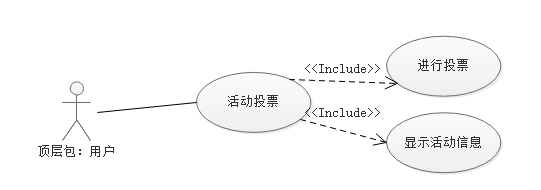 <<Include>>
进行投票
活动投票
<<Include>>
显示活动信息
顶层包：用户